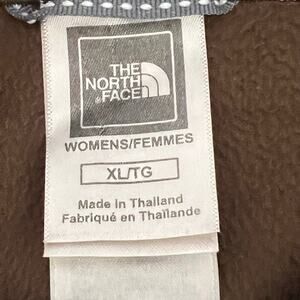 THE
NORTH
FACE
WOMENS/FEMMES
XL/TG
Made in Thailand
Fabriqué en Thaïlande